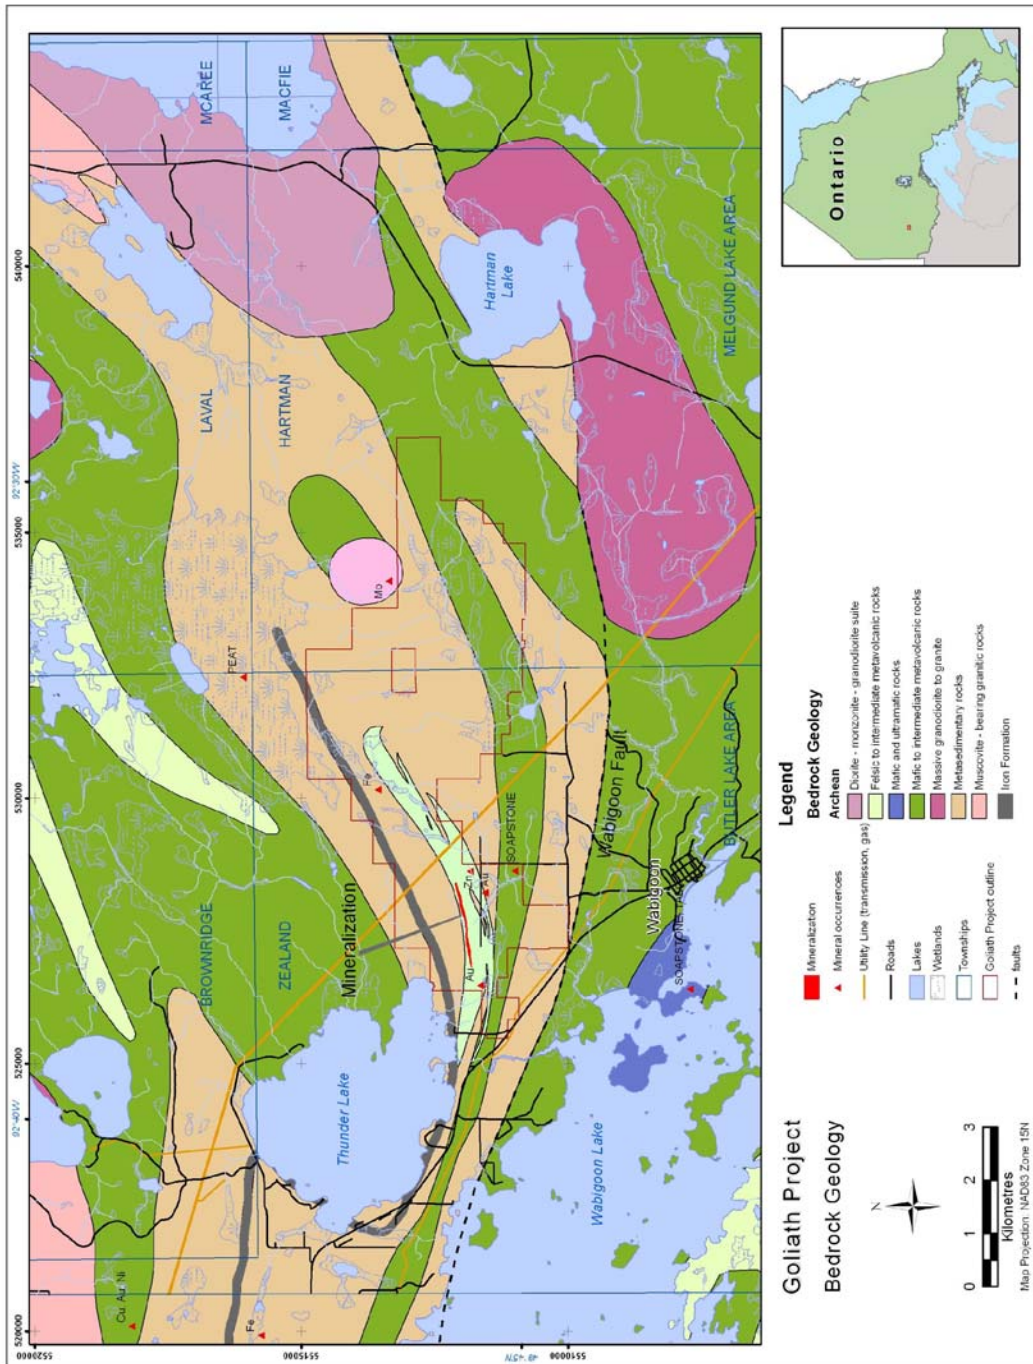 520000
525000
530000
535000
540000
92°40'W
92°30'W
5520000
5515000
5510000
49°45'N
Cu, Au, Ni
Fe
BROWNRIDGE
ZEALAND
LAVAL
HARTMAN
MCAREE
MACFIE
PEAT
Mo
Fe
Mineralization
Thunder Lake
Au
Zn
Au
SOAPSTONE
Hartman
Lake
Wabigoon Fault
Wabigoon
Wabigoon Lake
BUTLER LAKE AREA
MELGUND LAKE AREA
Goliath Project
Bedrock Geology
N
0 1 2 3
Kilometres
Map Projection: NAD83 Zone 15N
Legend
Mineralization
Mineral occurrences
Utility Line (transmission, gas)
Roads
Lakes
Wetlands
Townships
Goliath Project outline
faults
Bedrock Geology
Archean
Diorite - monzonite - granodiorite suite
Felsic to intermediate metavolcanic rocks
Mafic and ultramafic rocks
Mafic to intermediate metavolcanic rocks
Massive granodiorite to granite
Metasedimentary rocks
Muscovite - bearing granitic rocks
Iron Formation
Ontario